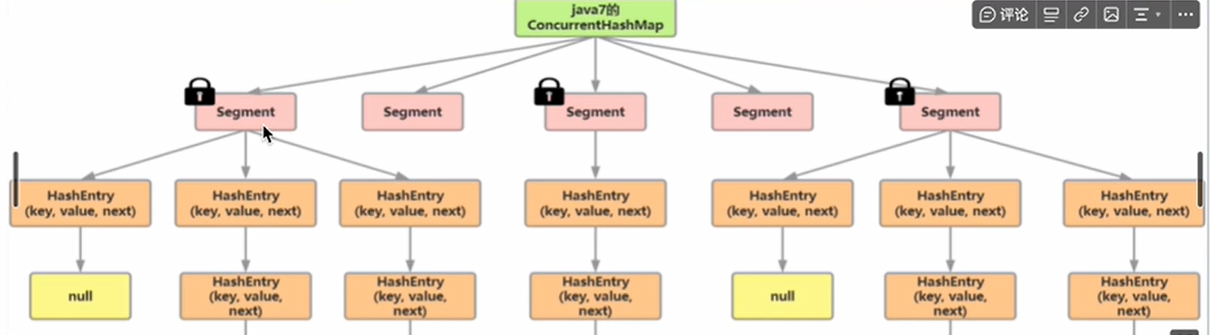 java7的
ConcurrentHashMap
评论
Segment
Segment
Segment
Segment
Segment
HashEntry
(key, value, next)
HashEntry
(key, value, next)
HashEntry
(key, value, next)
HashEntry
(key, value, next)
HashEntry
(key, value, next)
HashEntry
(key, value, next)
HashEntry
(key, value, next)
null
HashEntry
(key, value,
next)
HashEntry
(key, value,
next)
HashEntry
(key, value,
next)
null
HashEntry
(key, value,
next)
HashEntry
(key, value,
next)